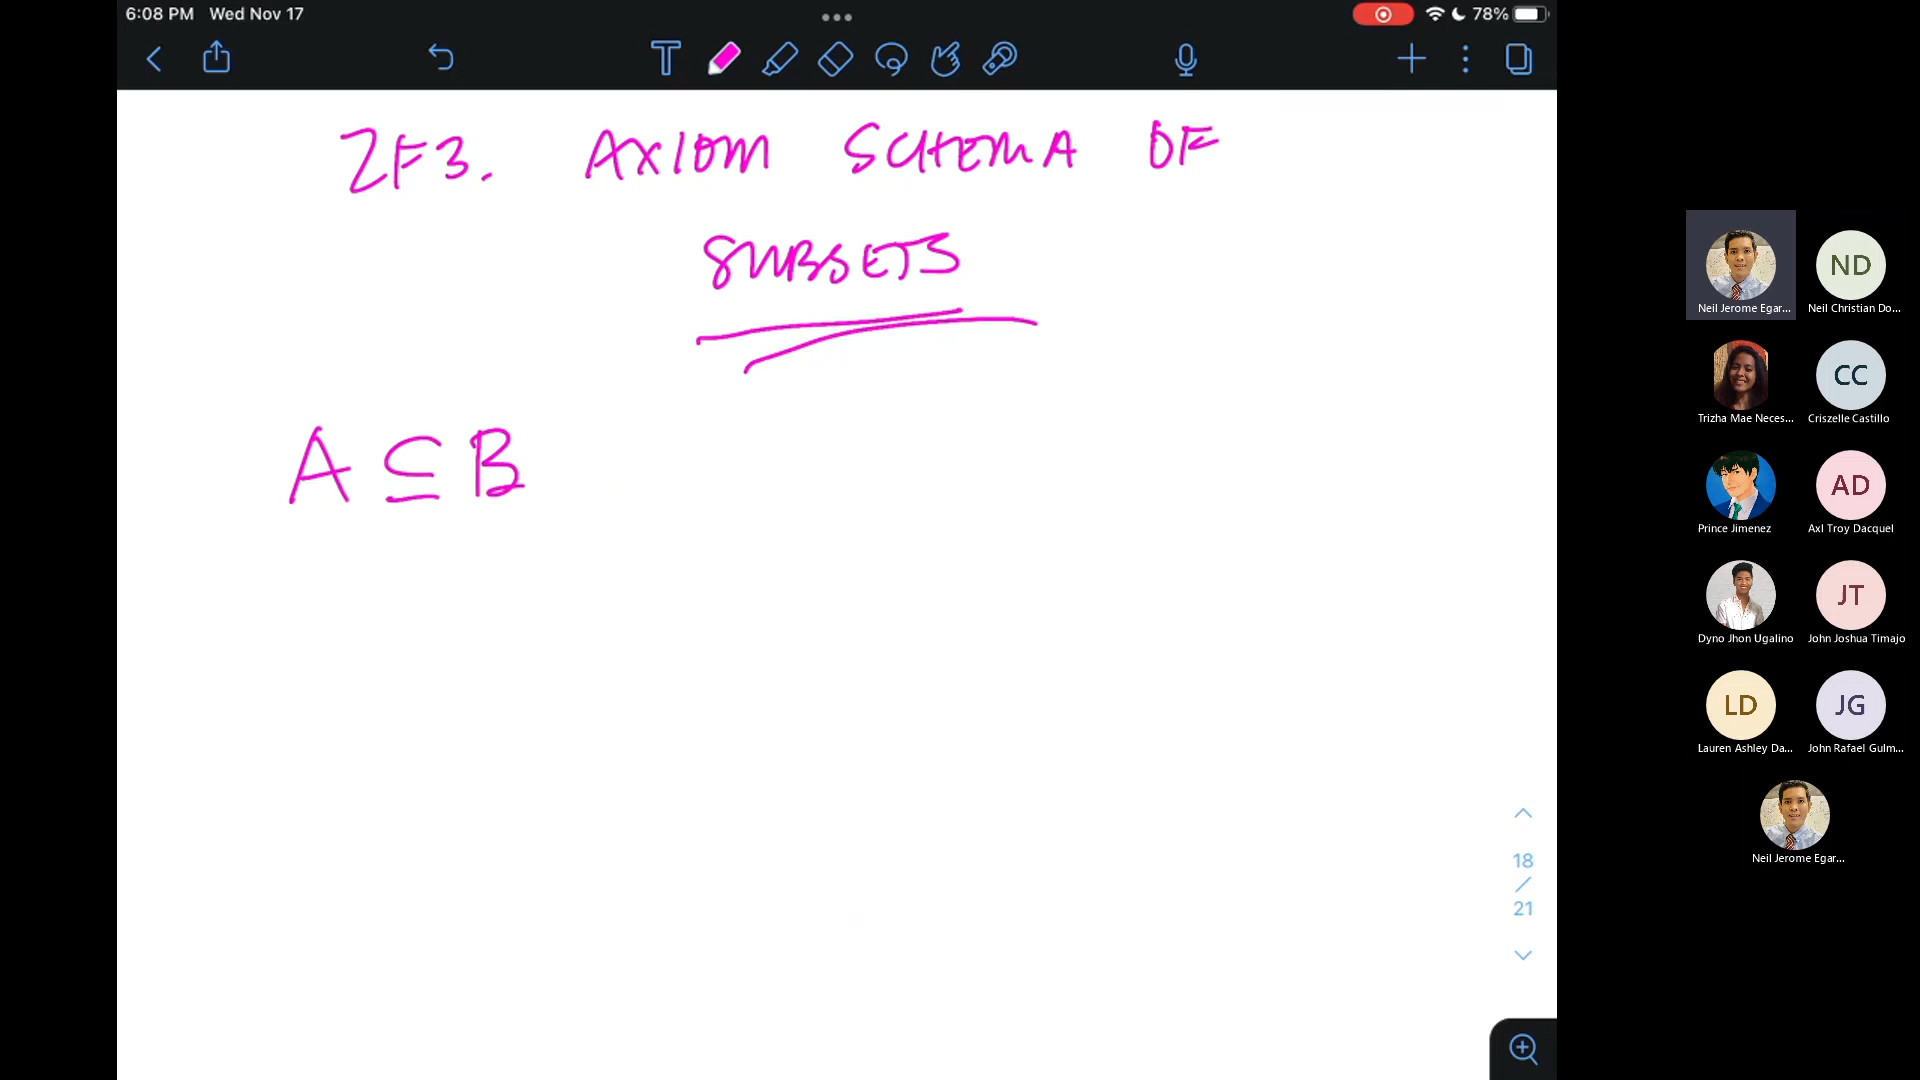 6:08 PM Wed Nov 17
78%
T
ZF3. AXIOM SCHEMA OF
SUBSETS
A ⊆ B
18
/
21
Neil Jerome Egar...
ND
Neil Christian Do...
Trizha Mae Neces...
CC
Criszelle Castillo
Prince Jimenez
AD
Axl Troy Dacquel
Dyno Jhon Ugalino
JT
John Joshua Timajo
LD
Lauren Ashley Da...
JG
John Rafael Gulm...
Neil Jerome Egar...